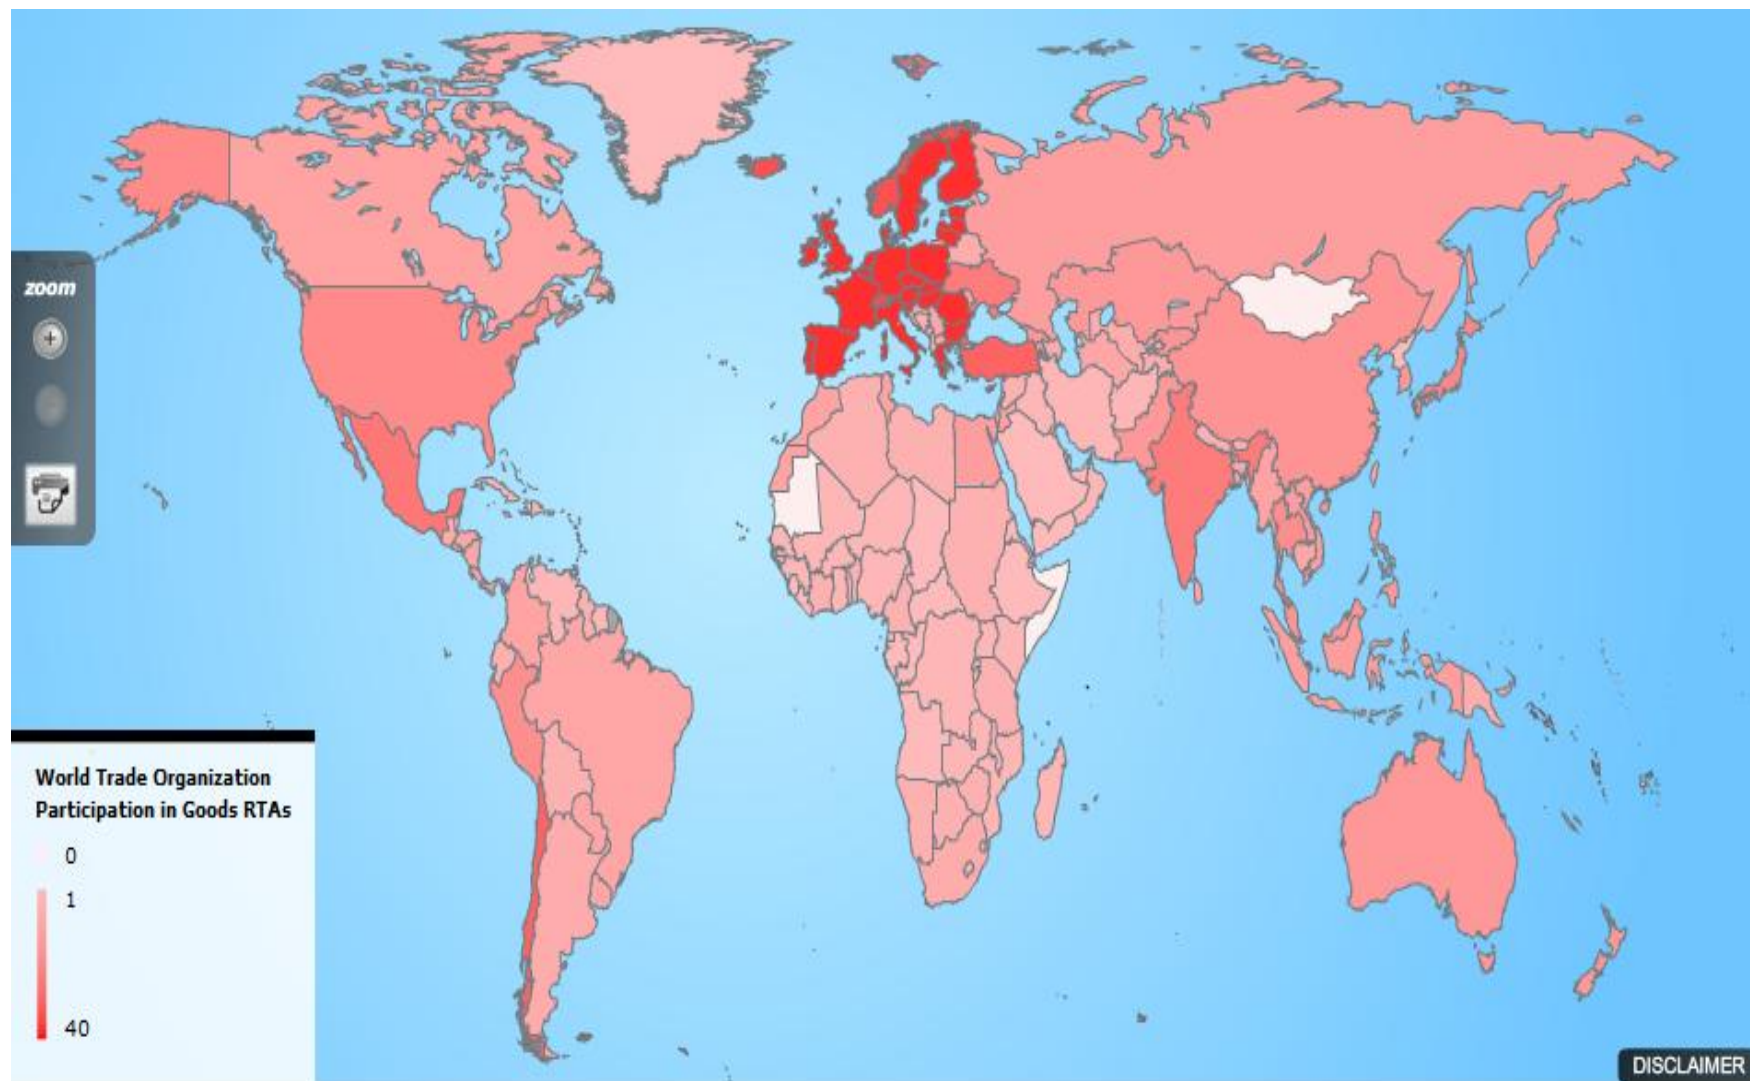 zoom
World Trade Organization
Participation in Goods RTAs
0
1
40
DISCLAIMER